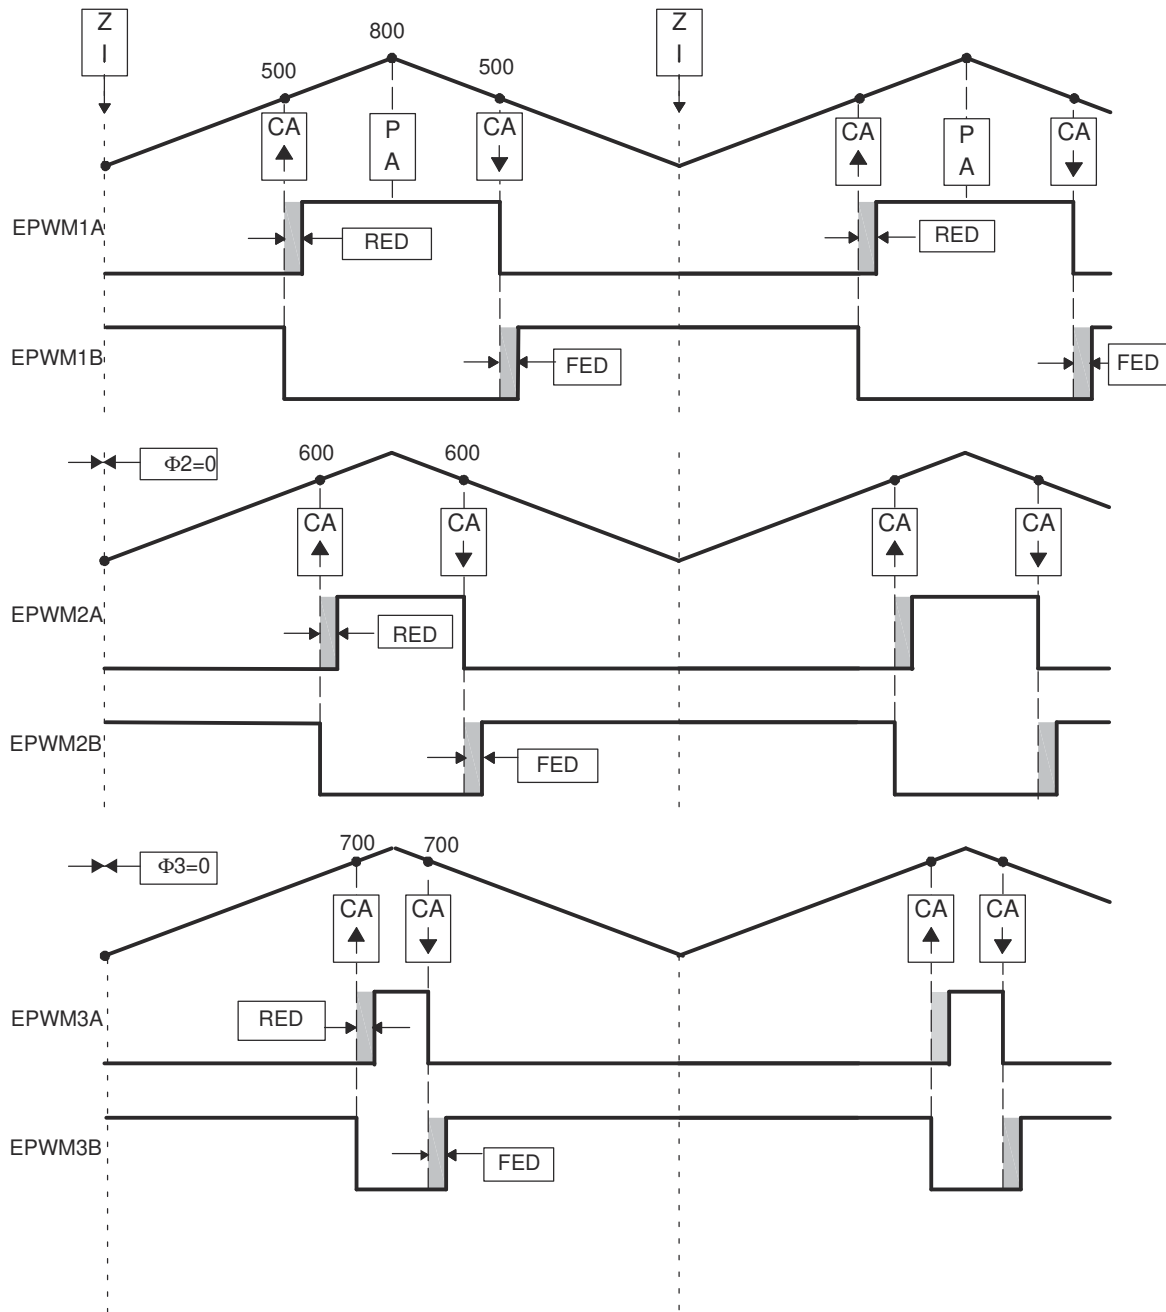 Z
I
800
500
500
Z
I
CA
P
A
CA
CA
P
A
CA
EPWM1A
RED
RED
EPWM1B
FED
FED
Φ2=0
600
600
CA
CA
CA
CA
EPWM2A
RED
EPWM2B
FED
Φ3=0
700
700
CA
CA
CA
CA
EPWM3A
RED
EPWM3B
FED